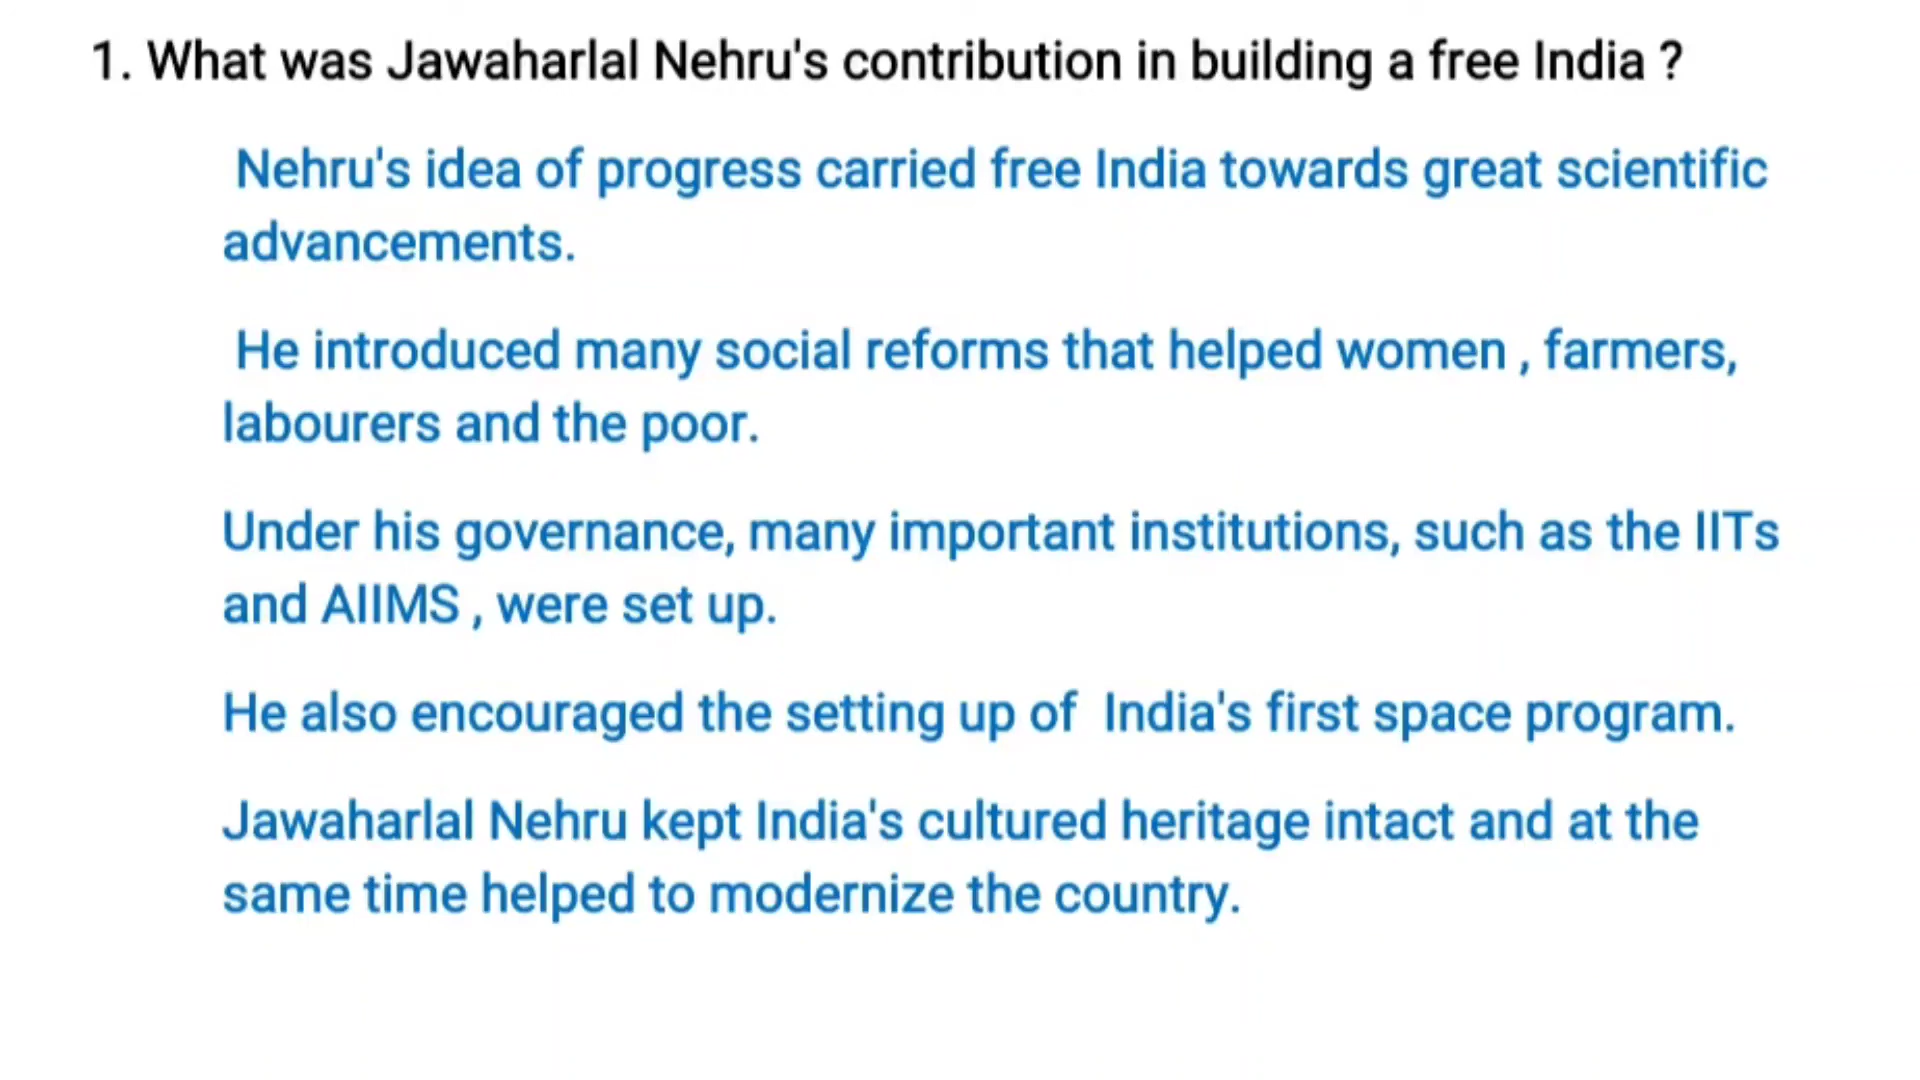 1. What was Jawaharlal Nehru's contribution in building a free India ?
Nehru's idea of progress carried free India towards great scientific
advancements.
He introduced many social reforms that helped women , farmers,
labourers and the poor.
Under his governance, many important institutions, such as the IITs
and AIIMS , were set up.
He also encouraged the setting up of  India's first space program.
Jawaharlal Nehru kept India's cultured heritage intact and at the
same time helped to modernize the country.